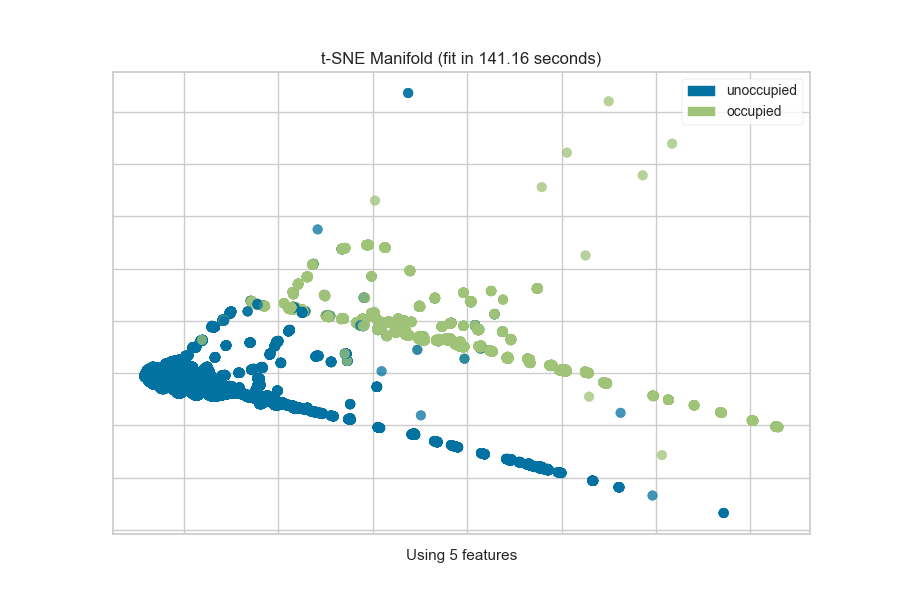 t-SNE Manifold (fit in 141.16 seconds)
unoccupied
occupied
Using 5 features